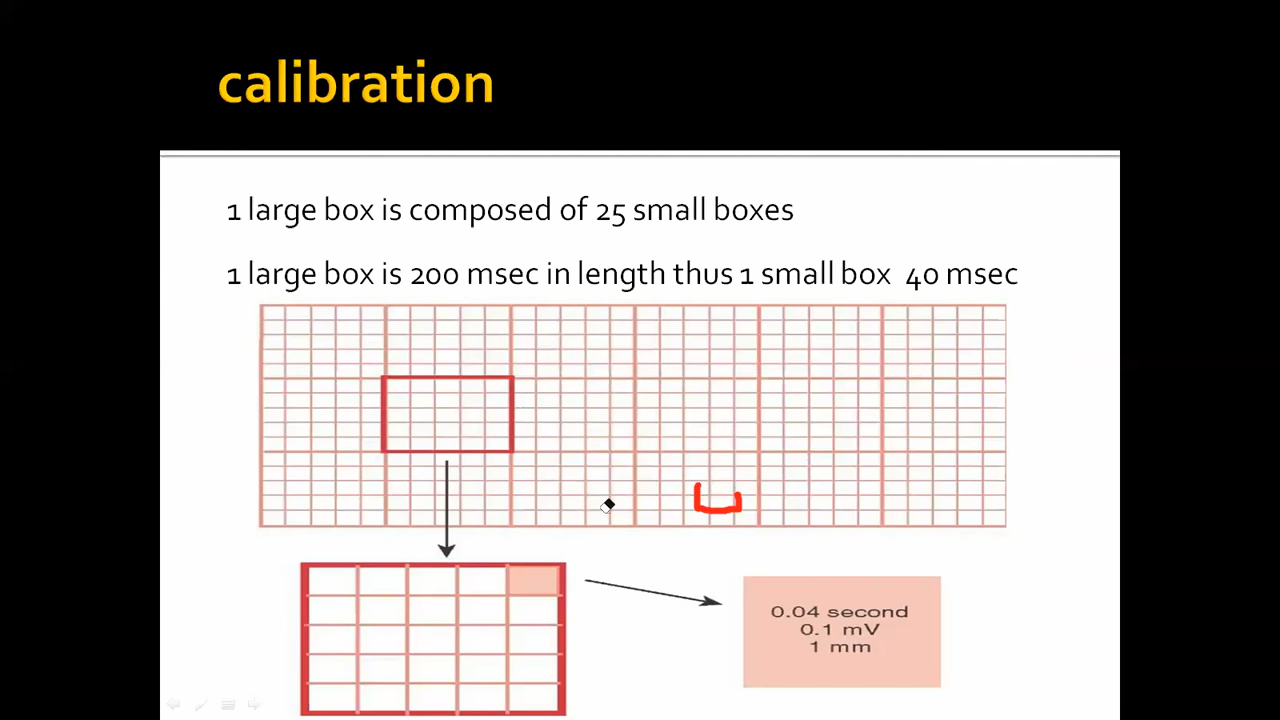 calibration
1 large box is composed of 25 small boxes
1 large box is 200 msec in length thus 1 small box 40 msec
0.04 second
0.1 mV
1 mm